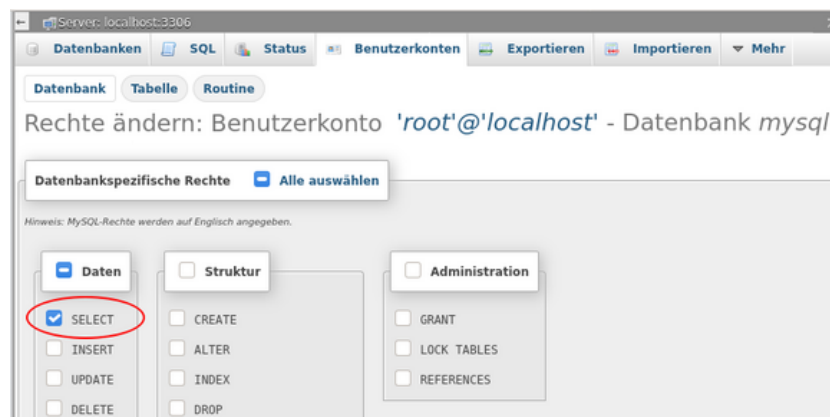 Server: localhost:3306
Datenbanken SQL Status Benutzerkonten Exportieren Importieren Mehr
Datenbank Tabelle Routine
Rechte ändern: Benutzerkonto 'root'@'localhost' - Datenbank mysql
Datenbankspezifische Rechte Alle auswählen
Hinweis: MySQL-Rechte werden auf Englisch angegeben.
Daten Struktur Administration
SELECT CREATE GRANT
INSERT ALTER LOCK TABLES
UPDATE INDEX REFERENCES
DELETE DROP